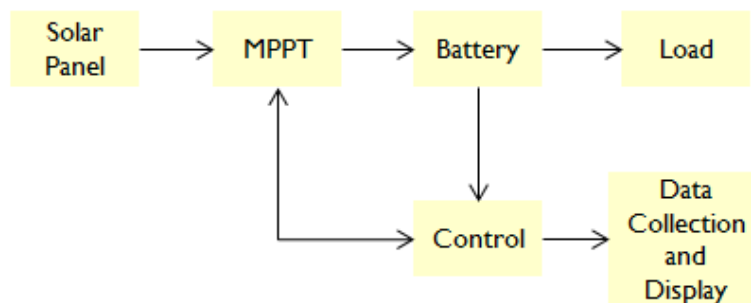 Solar
Panel
MPPT
Battery
Load
Control
Data
Collection
and
Display